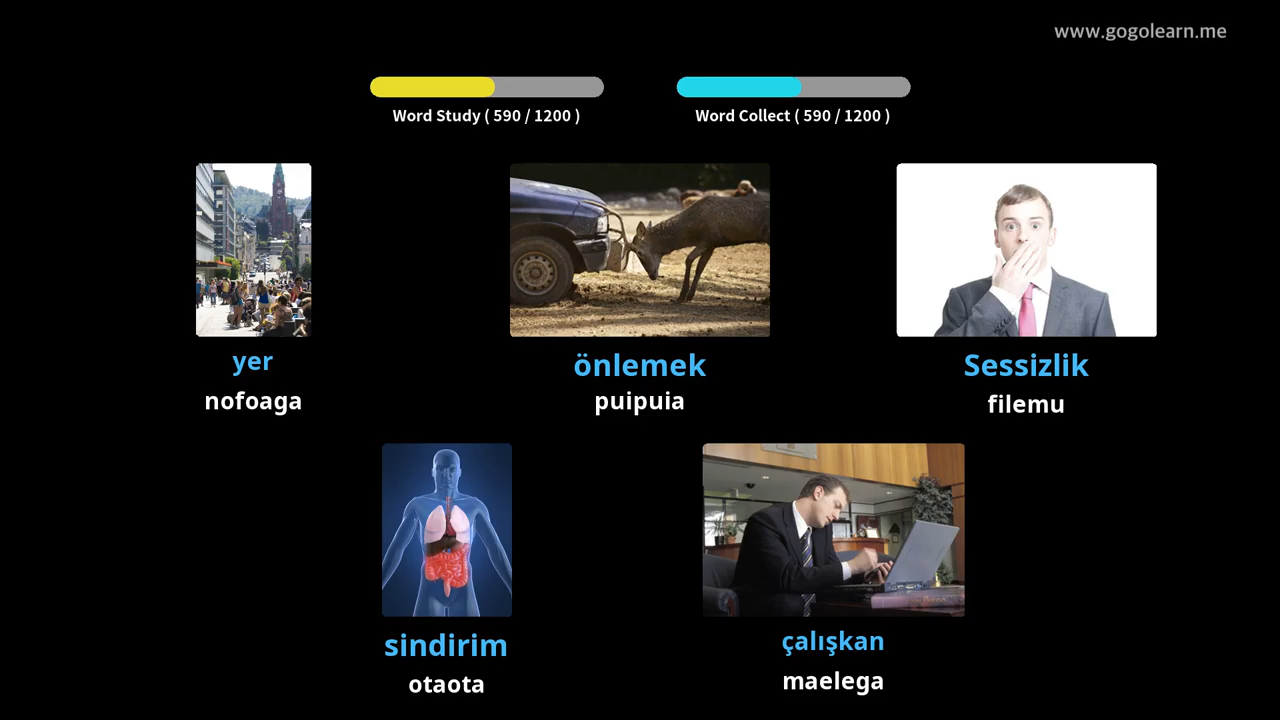 www.gogolearn.me
Word Study ( 590 / 1200 )
Word Collect ( 590 / 1200 )
yer
nofoaga
önlemek
puipuia
Sessizlik
filemu
sindirim
otaota
çalışkan
maelega